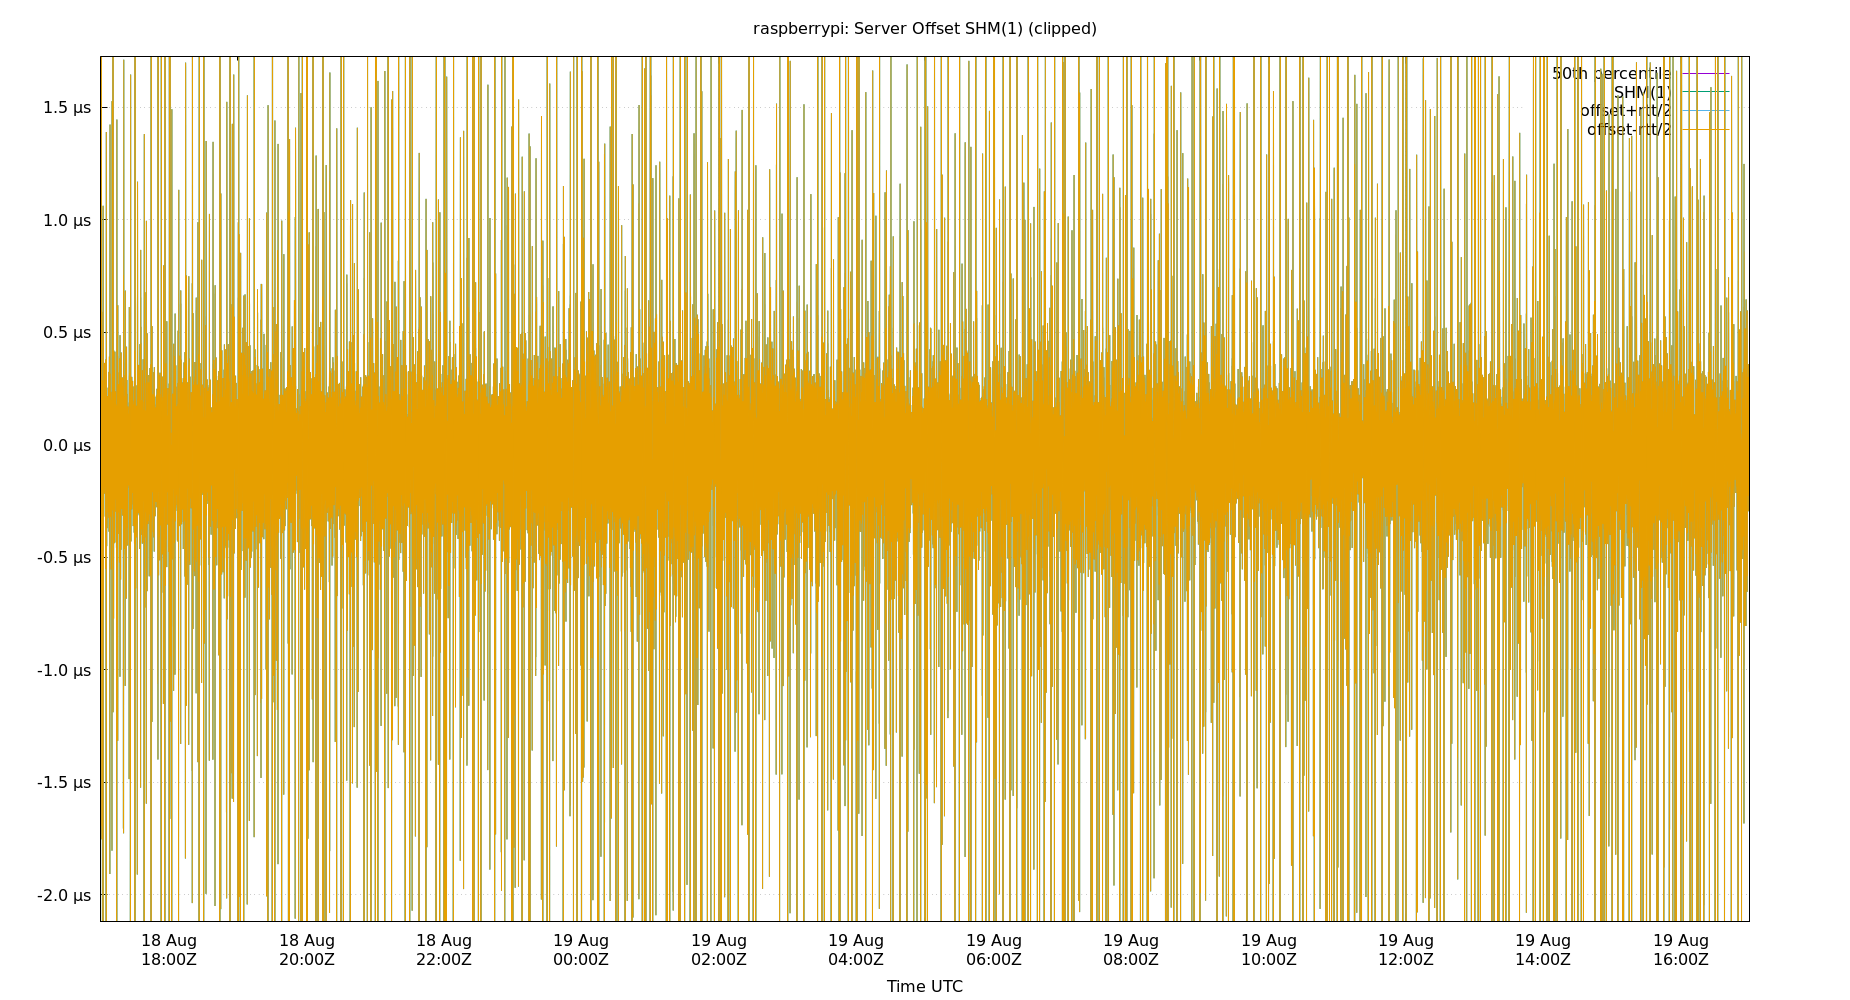 raspberrypi: Server Offset SHM(1) (clipped)
50th percentile
SHM(1)
offset+rtt/2
offset-rtt/2
1.5 µs
1.0 µs
0.5 µs
0.0 µs
-0.5 µs
-1.0 µs
-1.5 µs
-2.0 µs
18 Aug 18 Aug 18 Aug 19 Aug 19 Aug 19 Aug 19 Aug 19 Aug 19 Aug 19 Aug 19 Aug 19 Aug
18:00Z 20:00Z 22:00Z 00:00Z 02:00Z 04:00Z 06:00Z 08:00Z 10:00Z 12:00Z 14:00Z 16:00Z
Time UTC